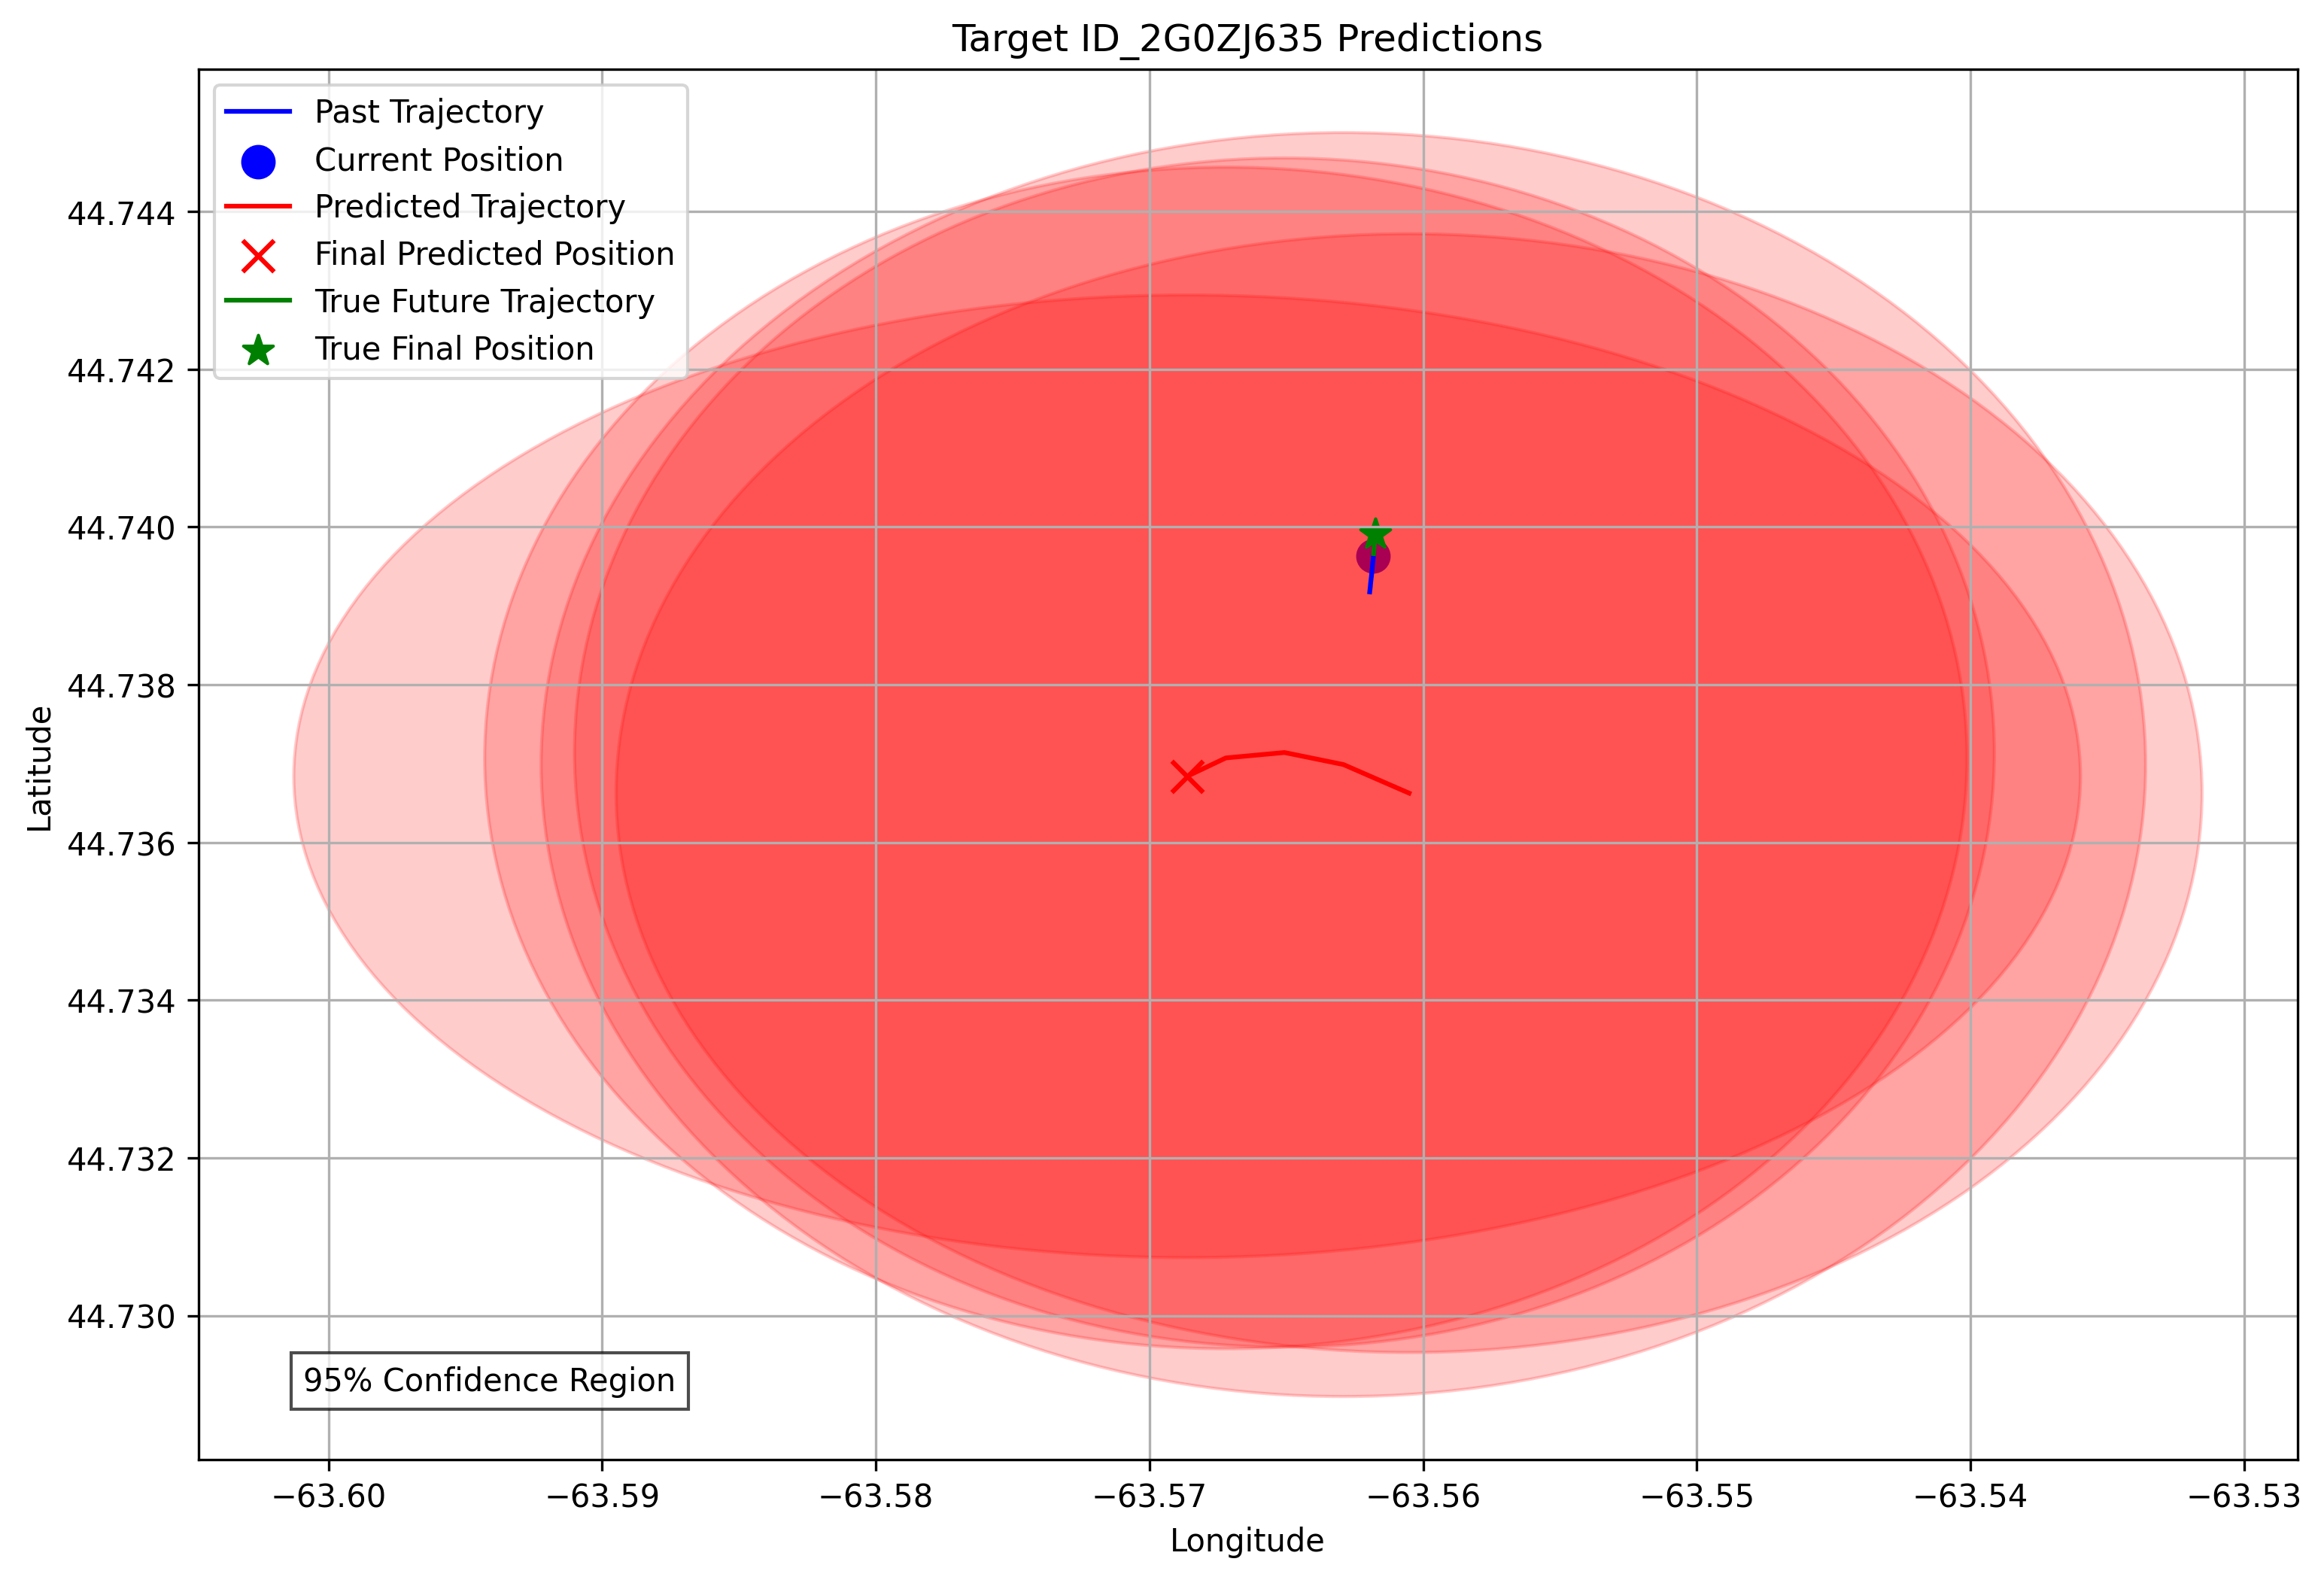 Target ID_2G0ZJ635 Predictions
Past Trajectory
Current Position
Predicted Trajectory
Final Predicted Position
True Future Trajectory
True Final Position
44.744
44.742
44.740
44.738
44.736
44.734
44.732
44.730
Latitude
95% Confidence Region
−63.60 −63.59 −63.58 −63.57 −63.56 −63.55 −63.54 −63.53
Longitude